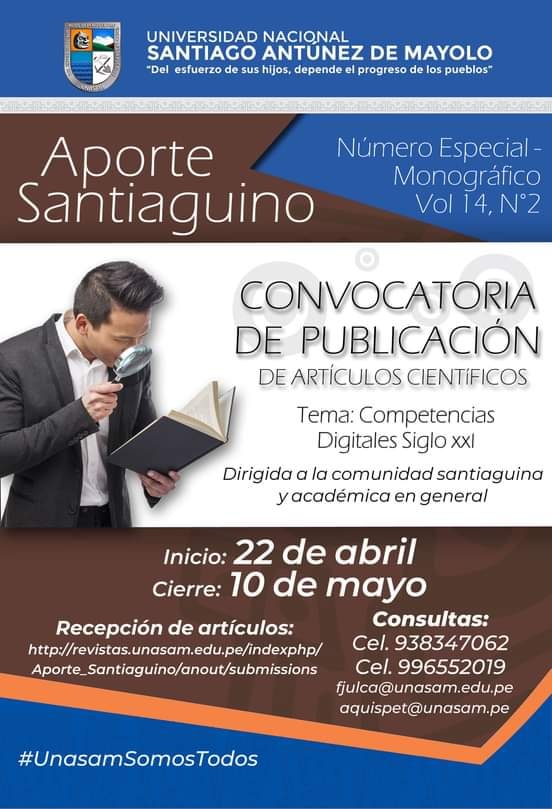 UNIVERSIDAD NACIONAL
SANTIAGO ANTÚNEZ DE MAYOLO
"Del esfuerzo de sus hijos, depende el progreso de los pueblos"
Aporte
Santiaguino
Número Especial -
Monográfico
Vol 14, N°2
CONVOCATORIA
DE PUBLICACIÓN
DE ARTÍCULOS CIENTÍFICOS
Tema: Competencias
Digitales Siglo xxI
Dirigida a la comunidad santiaguina
y académica en general
Inicio: 22 de abril
Cierre: 10 de mayo
Recepción de artículos:
http://revistas.unasam.edu.pe/indexphp/
Aporte_Santiaguino/anout/submissions
Consultas:
Cel. 938347062
Cel. 996552019
fjulca@unasam.edu.pe
aquispet@unasam.pe
#UnasamSomosTodos